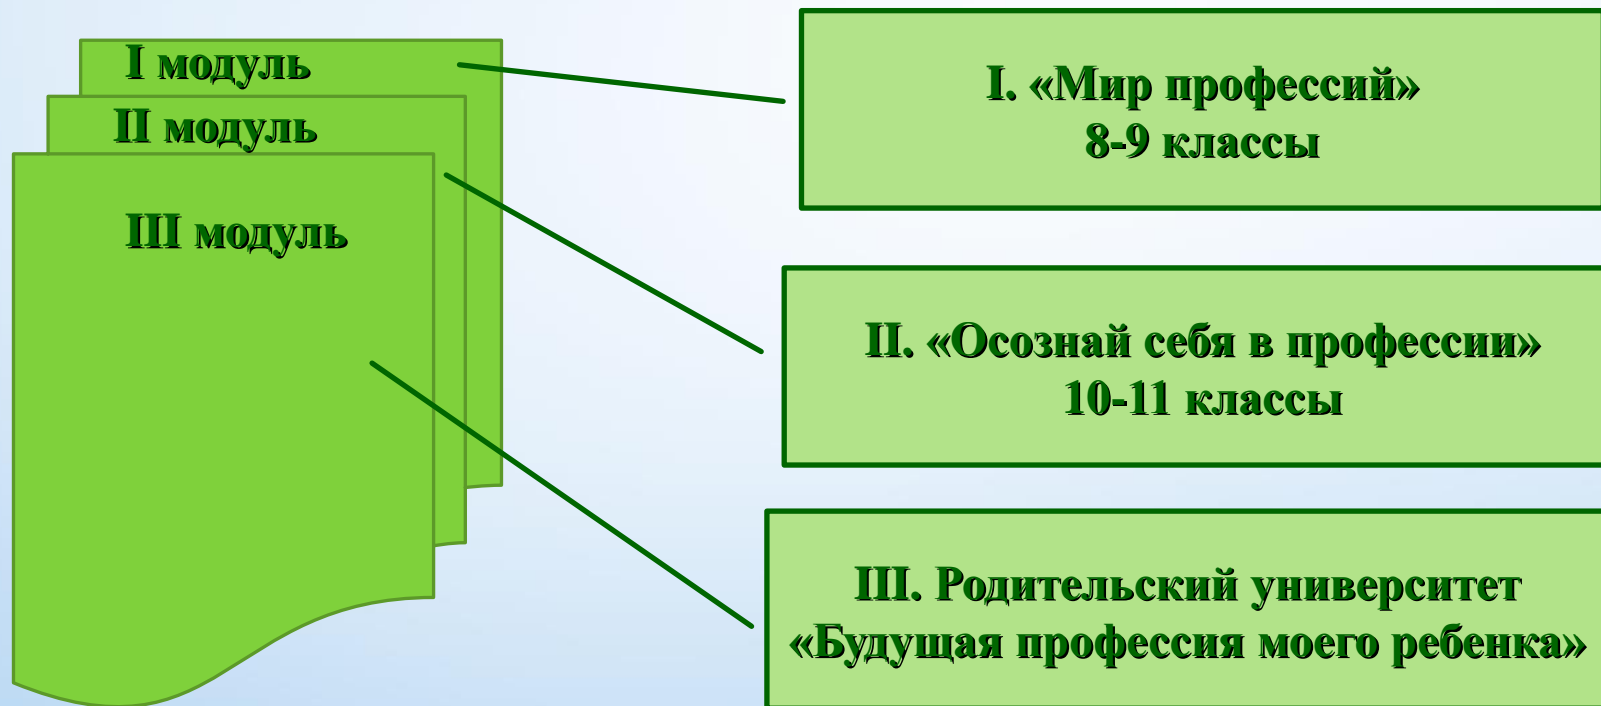 I модуль
II модуль
III модуль
I. «Мир профессий»
8-9 классы
II. «Осознай себя в профессии»
10-11 классы
III. Родительский университет
«Будущая профессия моего ребенка»